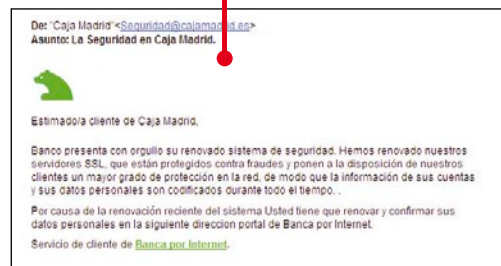 De: "Caja Madrid"<Seguridad@cajamadrid.es>
Asunto: La Seguridad en Caja Madrid.
Estimado/a cliente de Caja Madrid,
Banco presenta con orgullo su renovado sistema de seguridad. Hemos renovado nuestros
servidores SSL, que están protegidos contra fraudes y ponen a la disposición de nuestros
clientes un mayor grado de protección en la red, de modo que la información de sus cuentas
y sus datos personales son codificados durante todo el tiempo. .
Por causa de la renovación reciente del sistema Usted tiene que renovar y confirmar sus
datos personales en la siguiente direccion portal de Banca por Internet.
Servicio de cliente de Banca por Internet.